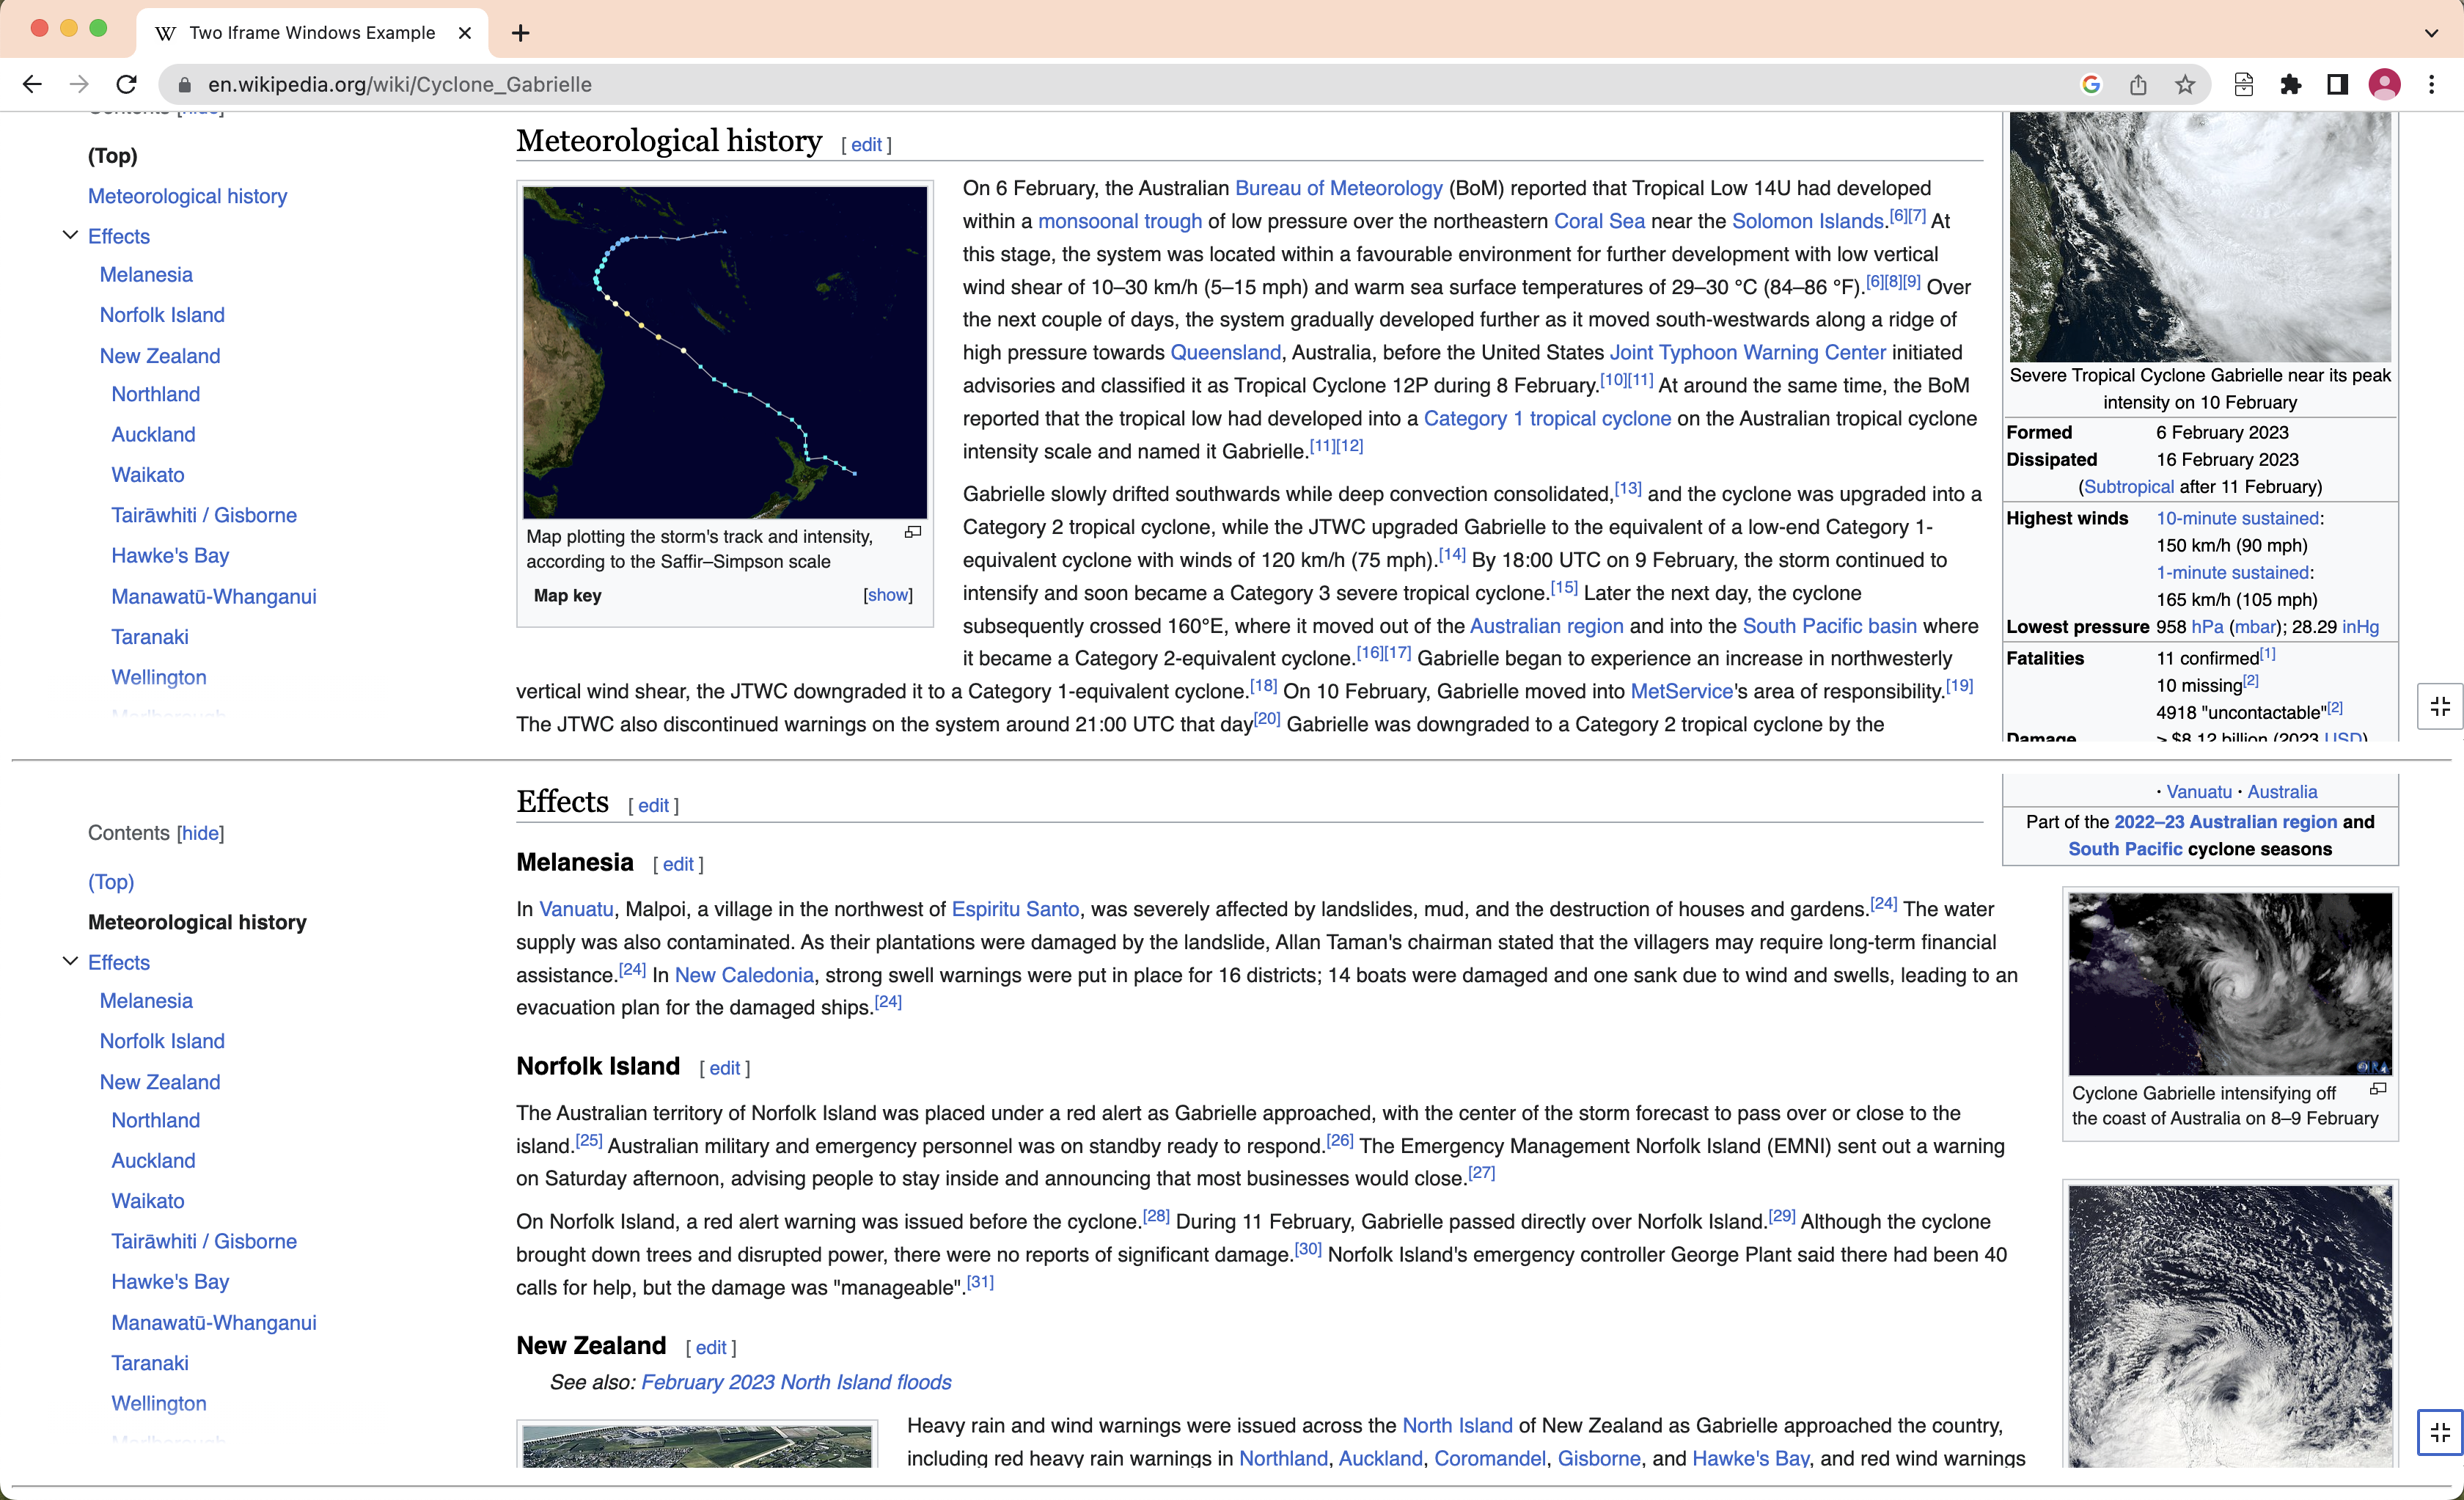 Two Iframe Windows Example
en.wikipedia.org/wiki/Cyclone_Gabrielle
Contents [hide]
(Top)
Meteorological history
Effects
Melanesia
Norfolk Island
New Zealand
Northland
Auckland
Waikato
Tairāwhiti / Gisborne
Hawke's Bay
Manawatū-Whanganui
Taranaki
Wellington
Marlborough
Meteorological history [ edit ]
Map plotting the storm's track and intensity,
according to the Saffir–Simpson scale
Map key [show]
On 6 February, the Australian Bureau of Meteorology (BoM) reported that Tropical Low 14U had developed
within a monsoonal trough of low pressure over the northeastern Coral Sea near the Solomon Islands.[6][7] At
this stage, the system was located within a favourable environment for further development with low vertical
wind shear of 10–30 km/h (5–15 mph) and warm sea surface temperatures of 29–30 °C (84–86 °F).[6][8][9] Over
the next couple of days, the system gradually developed further as it moved south-westwards along a ridge of
high pressure towards Queensland, Australia, before the United States Joint Typhoon Warning Center initiated
advisories and classified it as Tropical Cyclone 12P during 8 February.[10][11] At around the same time, the BoM
reported that the tropical low had developed into a Category 1 tropical cyclone on the Australian tropical cyclone
intensity scale and named it Gabrielle.[11][12]
Gabrielle slowly drifted southwards while deep convection consolidated,[13] and the cyclone was upgraded into a
Category 2 tropical cyclone, while the JTWC upgraded Gabrielle to the equivalent of a low-end Category 1-
equivalent cyclone with winds of 120 km/h (75 mph).[14] By 18:00 UTC on 9 February, the storm continued to
intensify and soon became a Category 3 severe tropical cyclone.[15] Later the next day, the cyclone
subsequently crossed 160°E, where it moved out of the Australian region and into the South Pacific basin where
it became a Category 2-equivalent cyclone.[16][17] Gabrielle began to experience an increase in northwesterly
vertical wind shear, the JTWC downgraded it to a Category 1-equivalent cyclone.[18] On 10 February, Gabrielle moved into MetService's area of responsibility.[19]
The JTWC also discontinued warnings on the system around 21:00 UTC that day[20] Gabrielle was downgraded to a Category 2 tropical cyclone by the
Severe Tropical Cyclone Gabrielle near its peak
intensity on 10 February
Formed 6 February 2023
Dissipated 16 February 2023
(Subtropical after 11 February)
Highest winds 10-minute sustained:
150 km/h (90 mph)
1-minute sustained:
165 km/h (105 mph)
Lowest pressure 958 hPa (mbar); 28.29 inHg
Fatalities 11 confirmed[1]
10 missing[2]
4918 "uncontactable"[2]
Damage > $8.12 billion (2023 USD)
Contents [hide]
(Top)
Meteorological history
Effects
Melanesia
Norfolk Island
New Zealand
Northland
Auckland
Waikato
Tairāwhiti / Gisborne
Hawke's Bay
Manawatū-Whanganui
Taranaki
Wellington
Marlborough
Effects [ edit ]
Melanesia [ edit ]
In Vanuatu, Malpoi, a village in the northwest of Espiritu Santo, was severely affected by landslides, mud, and the destruction of houses and gardens.[24] The water
supply was also contaminated. As their plantations were damaged by the landslide, Allan Taman's chairman stated that the villagers may require long-term financial
assistance.[24] In New Caledonia, strong swell warnings were put in place for 16 districts; 14 boats were damaged and one sank due to wind and swells, leading to an
evacuation plan for the damaged ships.[24]
Norfolk Island [ edit ]
The Australian territory of Norfolk Island was placed under a red alert as Gabrielle approached, with the center of the storm forecast to pass over or close to the
island.[25] Australian military and emergency personnel was on standby ready to respond.[26] The Emergency Management Norfolk Island (EMNI) sent out a warning
on Saturday afternoon, advising people to stay inside and announcing that most businesses would close.[27]
On Norfolk Island, a red alert warning was issued before the cyclone.[28] During 11 February, Gabrielle passed directly over Norfolk Island.[29] Although the cyclone
brought down trees and disrupted power, there were no reports of significant damage.[30] Norfolk Island's emergency controller George Plant said there had been 40
calls for help, but the damage was "manageable".[31]
New Zealand [ edit ]
See also: February 2023 North Island floods
Heavy rain and wind warnings were issued across the North Island of New Zealand as Gabrielle approached the country,
including red heavy rain warnings in Northland, Auckland, Coromandel, Gisborne, and Hawke's Bay, and red wind warnings
· Vanuatu · Australia
Part of the 2022–23 Australian region and
South Pacific cyclone seasons
CIRA
Cyclone Gabrielle intensifying off
the coast of Australia on 8–9 February